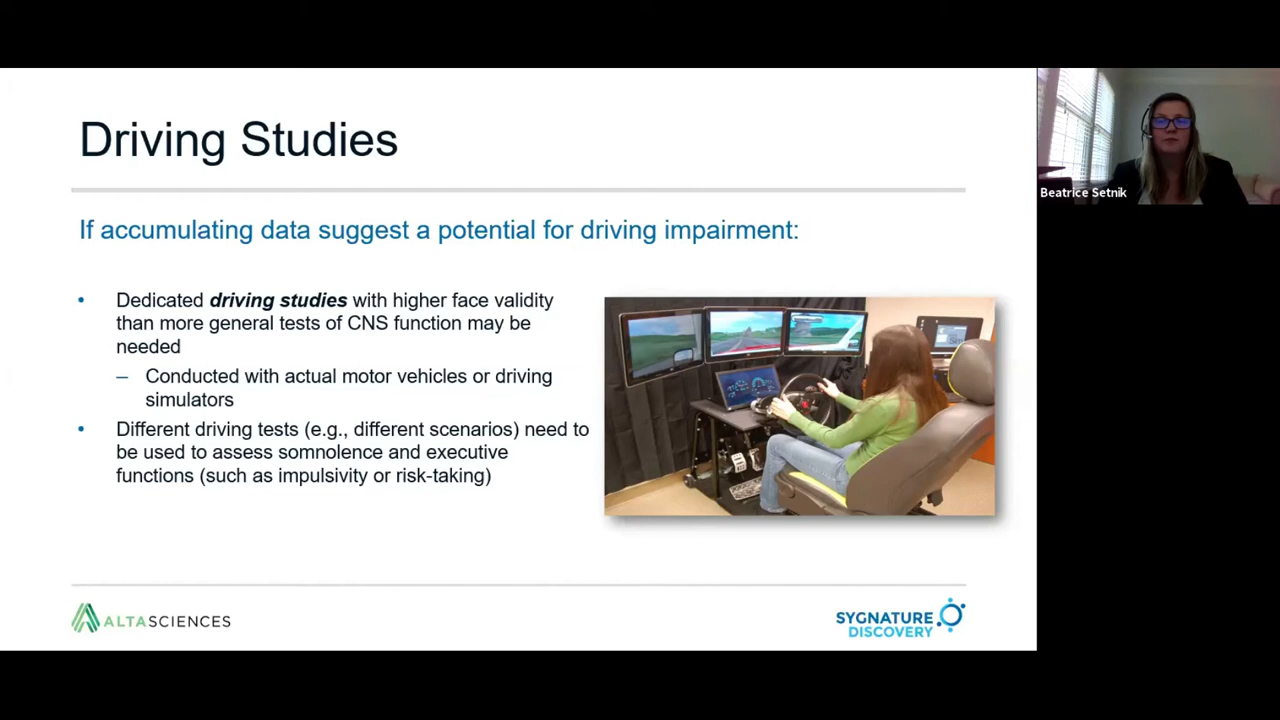 Driving Studies
If accumulating data suggest a potential for driving impairment:
• Dedicated driving studies with higher face validity
than more general tests of CNS function may be
needed
– Conducted with actual motor vehicles or driving
simulators
• Different driving tests (e.g., different scenarios) need to
be used to assess somnolence and executive
functions (such as impulsivity or risk-taking)
ALTASCIENCES
SYGNATURE
DISCOVERY
Beatrice Setnik